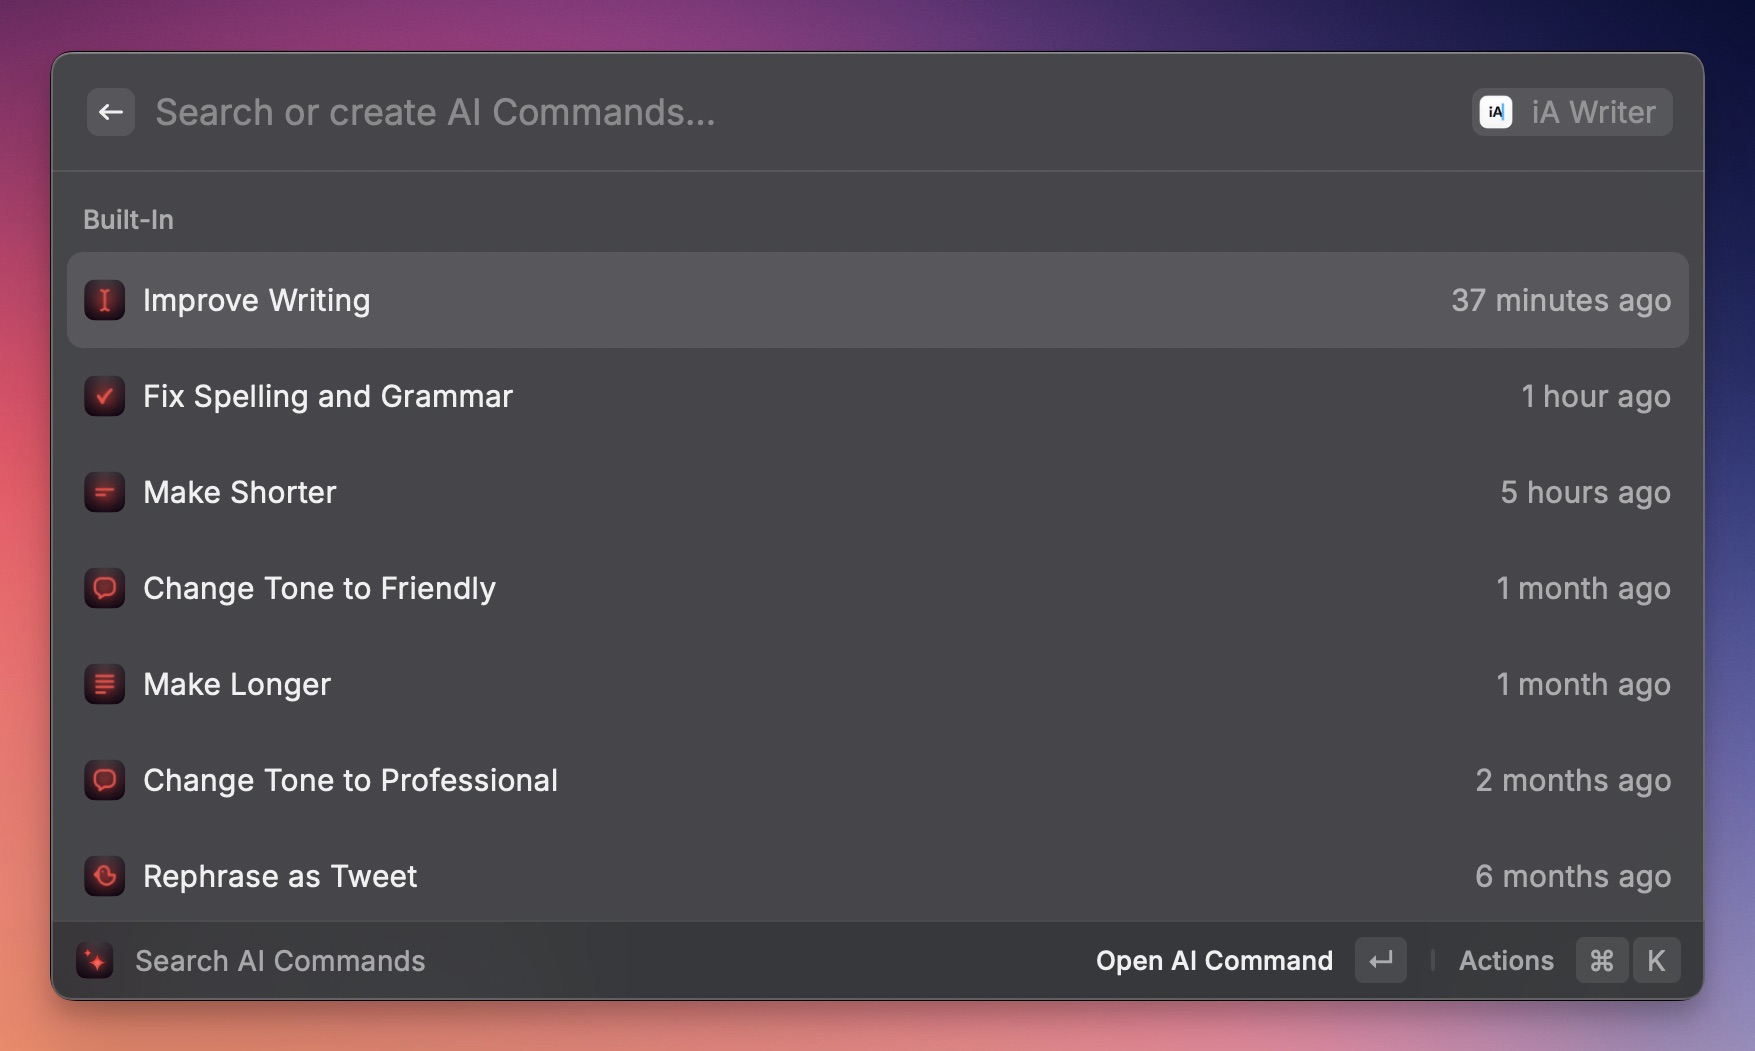 Search or create AI Commands...
iA
iA Writer
Built-In
Improve Writing
37 minutes ago
Fix Spelling and Grammar
1 hour ago
Make Shorter
5 hours ago
Change Tone to Friendly
1 month ago
Make Longer
1 month ago
Change Tone to Professional
2 months ago
Rephrase as Tweet
6 months ago
Search AI Commands
Open AI Command ↵
Actions ⌘ K